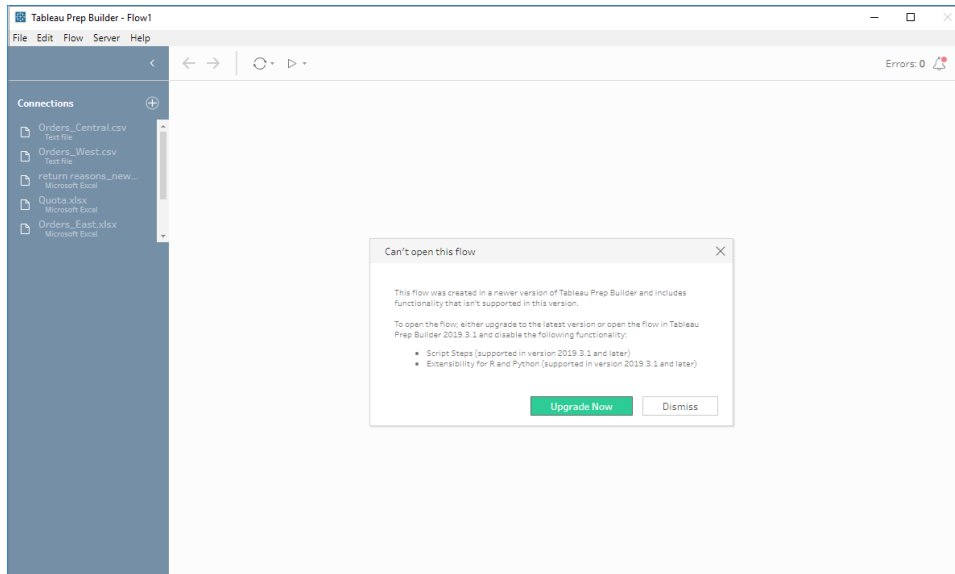 Tableau Prep Builder - Flow1
File Edit Flow Server Help
Errors: 0
Connections
Orders_Central.csv
Text file
Orders_West.csv
Text file
return reasons_new...
Microsoft Excel
Quota.xlsx
Microsoft Excel
Orders_East.xlsx
Microsoft Excel
Can't open this flow
This flow was created in a newer version of Tableau Prep Builder and includes
functionality that isn't supported in this version.
To open the flow, either upgrade to the latest version or open the flow in Tableau
Prep Builder 2019.3.1 and disable the following functionality:
• Script Steps (supported in version 2019.3.1 and later)
• Extensibility for R and Python (supported in version 2019.3.1 and later)
Upgrade Now Dismiss